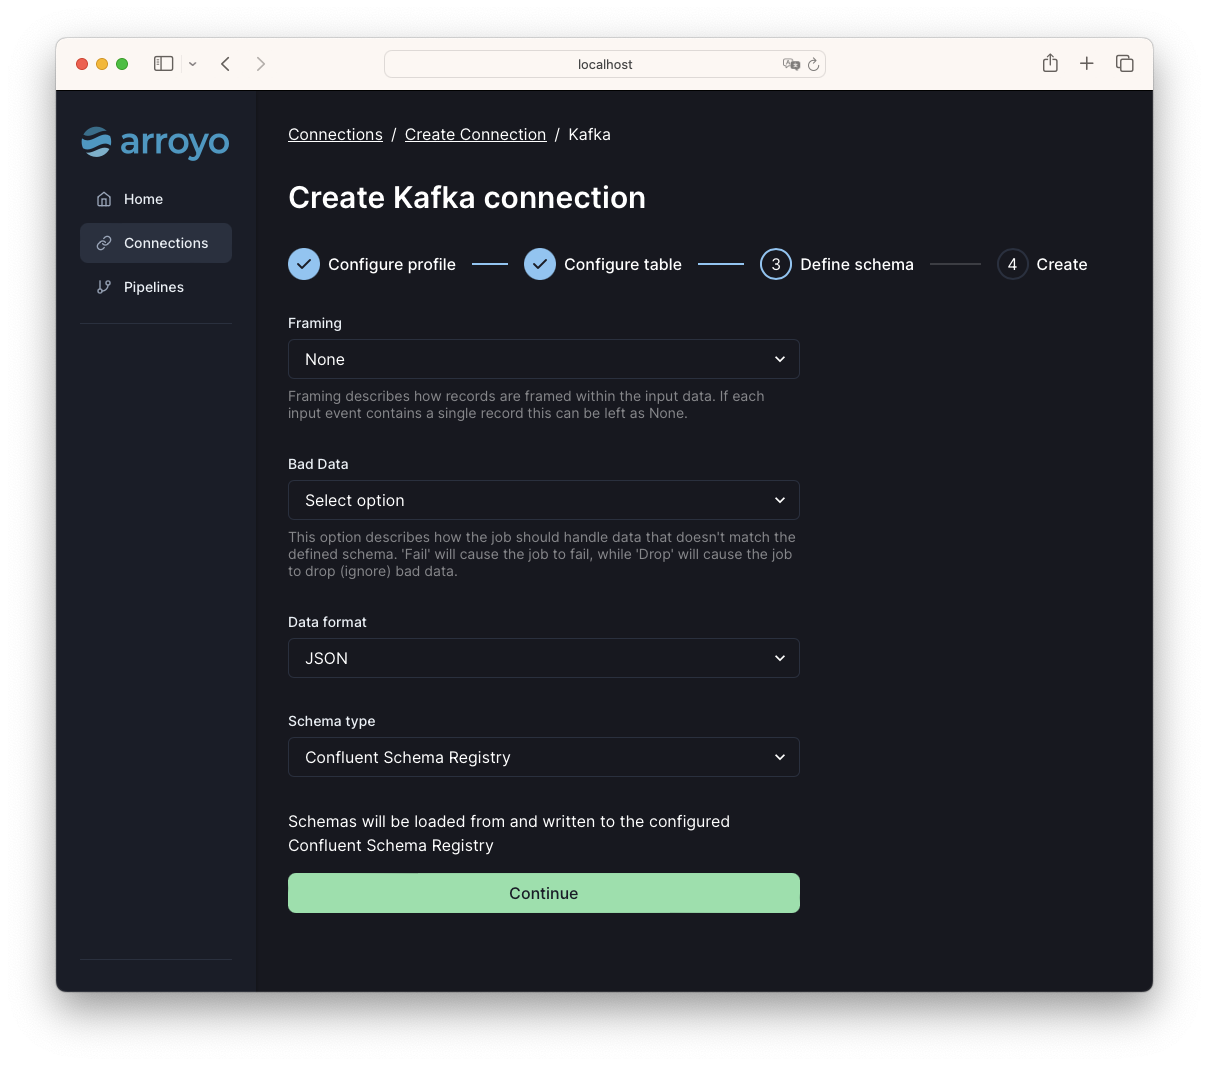 localhost
arroyo
Home
Connections
Pipelines
Connections / Create Connection / Kafka
Create Kafka connection
Configure profile
Configure table
3 Define schema
4 Create
Framing
None
Framing describes how records are framed within the input data. If each
input event contains a single record this can be left as None.
Bad Data
Select option
This option describes how the job should handle data that doesn't match the
defined schema. 'Fail' will cause the job to fail, while 'Drop' will cause the job
to drop (ignore) bad data.
Data format
JSON
Schema type
Confluent Schema Registry
Schemas will be loaded from and written to the configured
Confluent Schema Registry
Continue